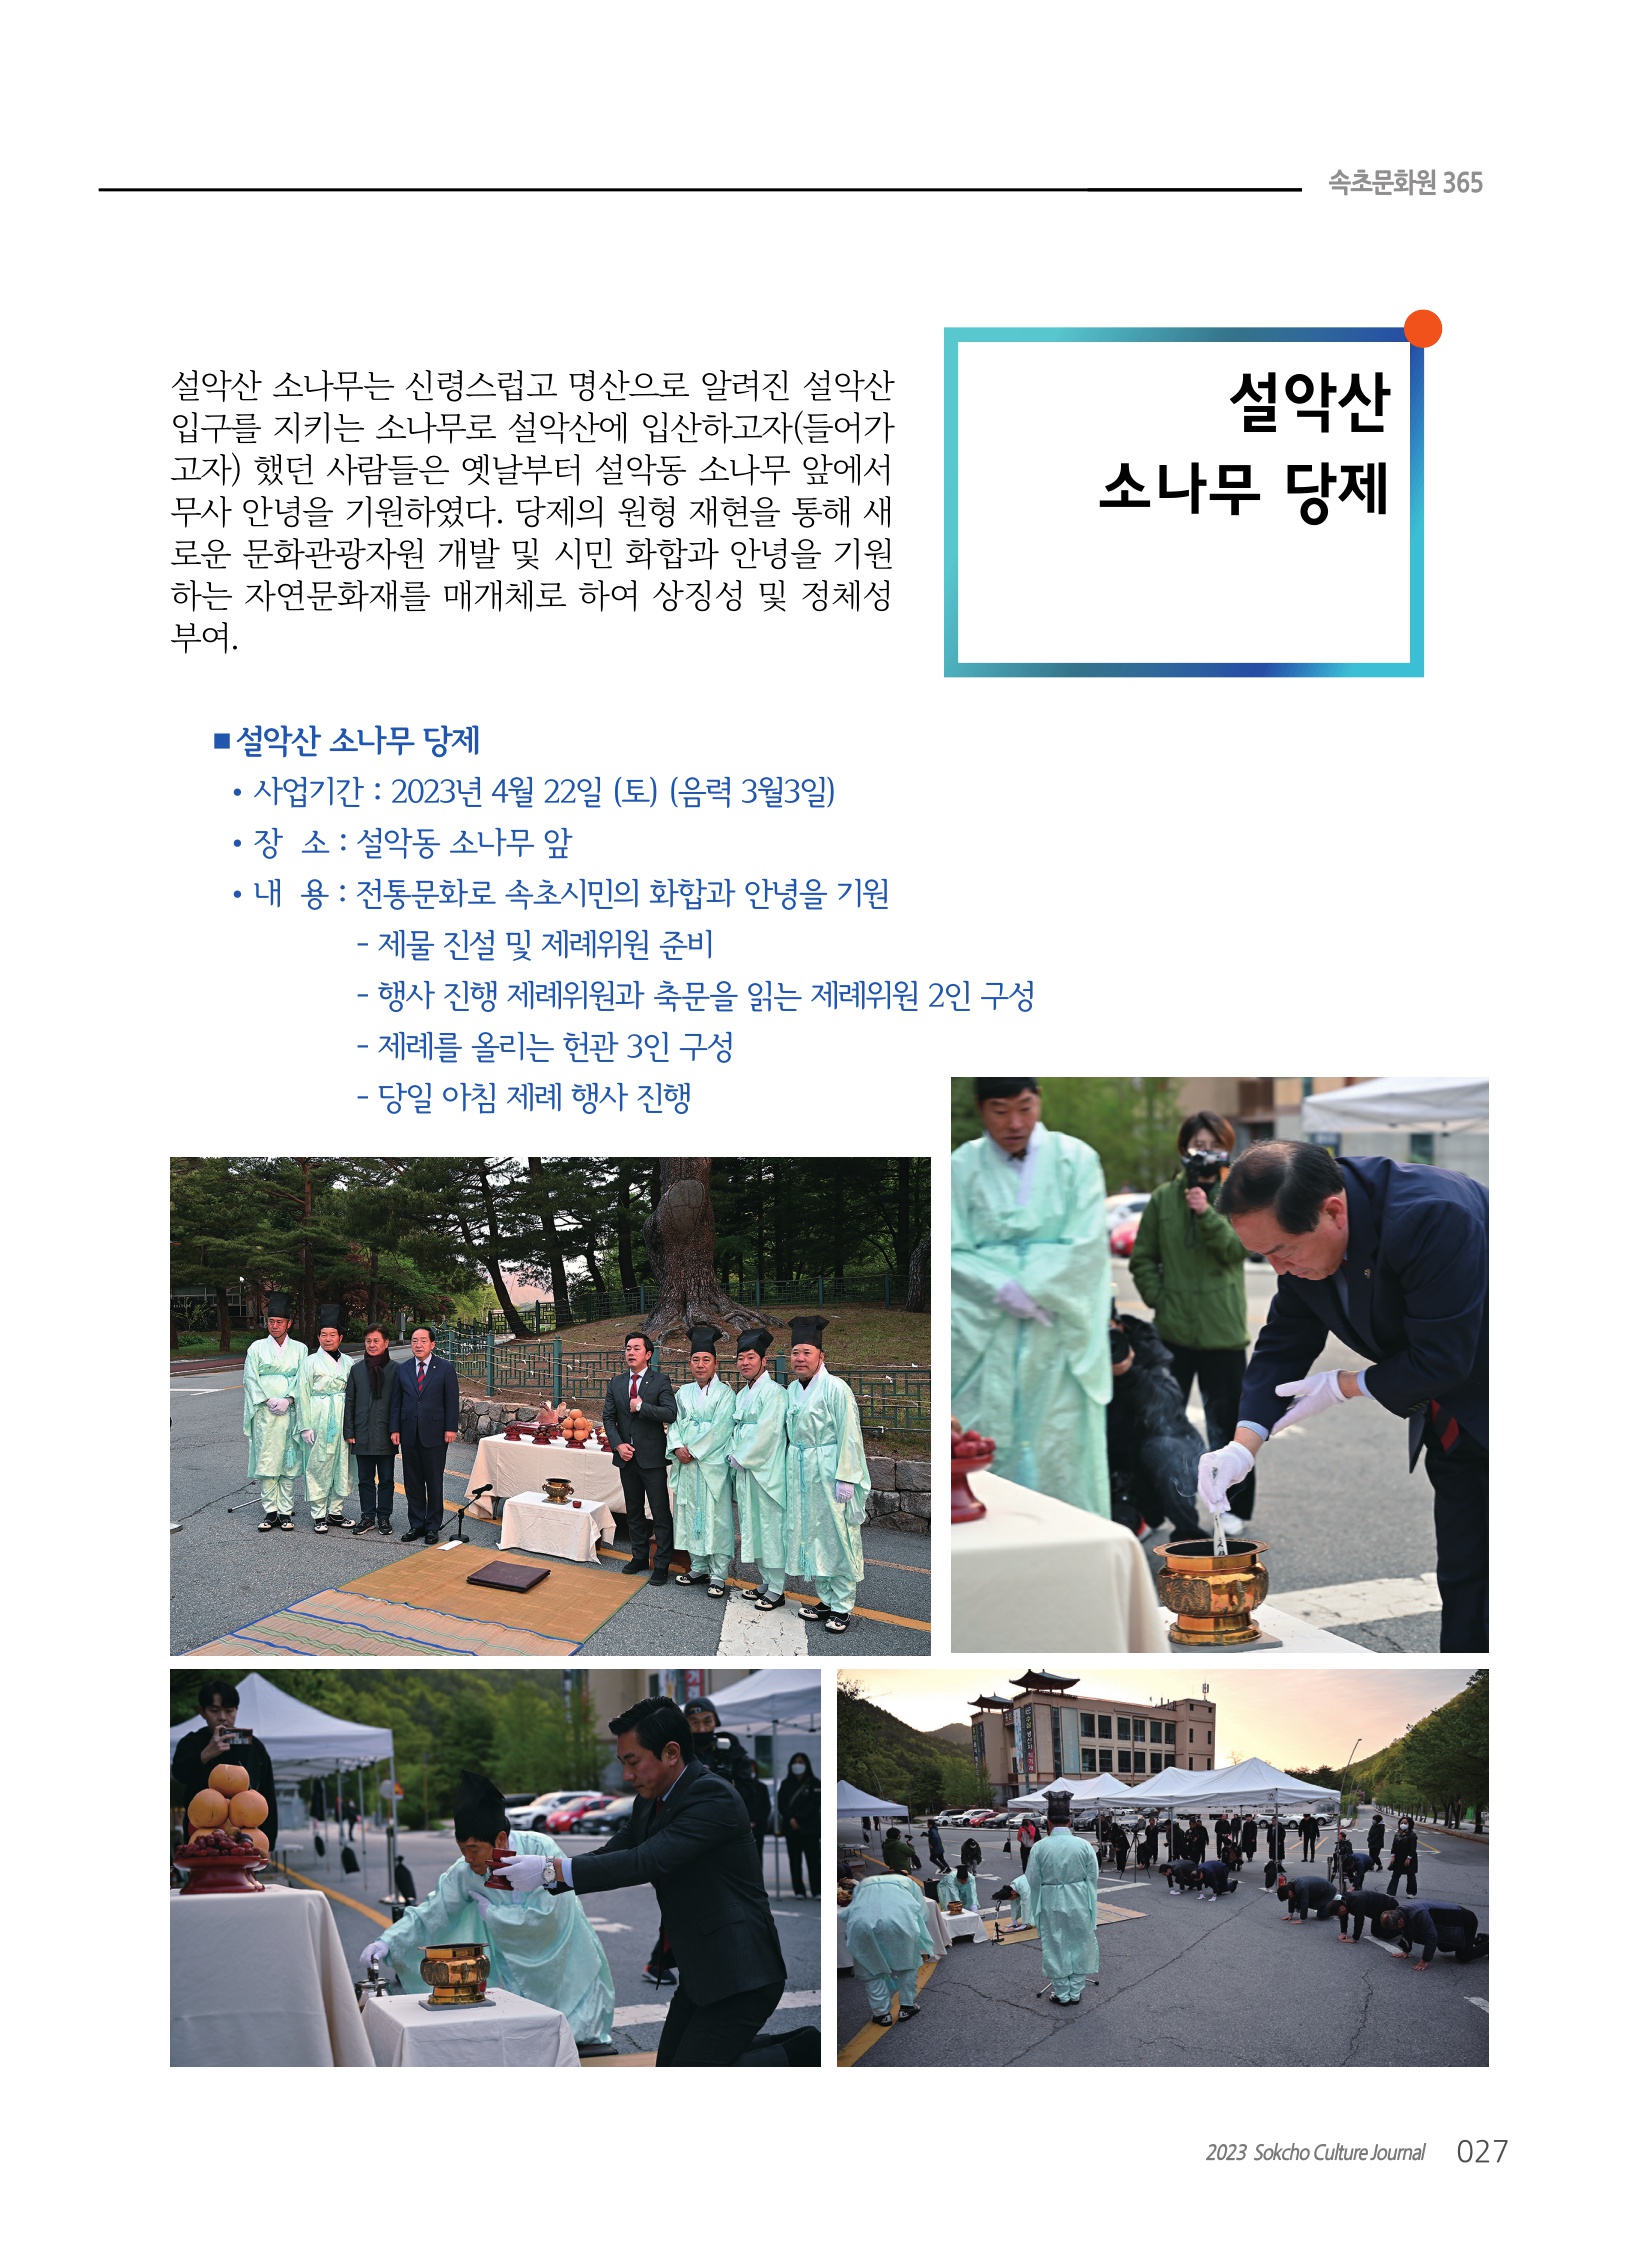 속초문화원 365
설악산
소나무 당제
설악산 소나무는 신령스럽고 명산으로 알려진 설악산
입구를 지키는 소나무로 설악산에 입산하고자(들어가
고자) 했던 사람들은 옛날부터 설악동 소나무 앞에서
무사 안녕을 기원하였다. 당제의 원형 재현을 통해 새
로운 문화관광자원 개발 및 시민 화합과 안녕을 기원
하는 자연문화재를 매개체로 하여 상징성 및 정체성
부여.
■ 설악산 소나무 당제
• 사업기간 : 2023년 4월 22일 (토) (음력 3월3일)
• 장 소 : 설악동 소나무 앞
• 내 용 : 전통문화로 속초시민의 화합과 안녕을 기원
- 제물 진설 및 제례위원 준비
- 행사 진행 제례위원과 축문을 읽는 제례위원 2인 구성
- 제례를 올리는 헌관 3인 구성
- 당일 아침 제례 행사 진행
2023 Sokcho Culture Journal 027